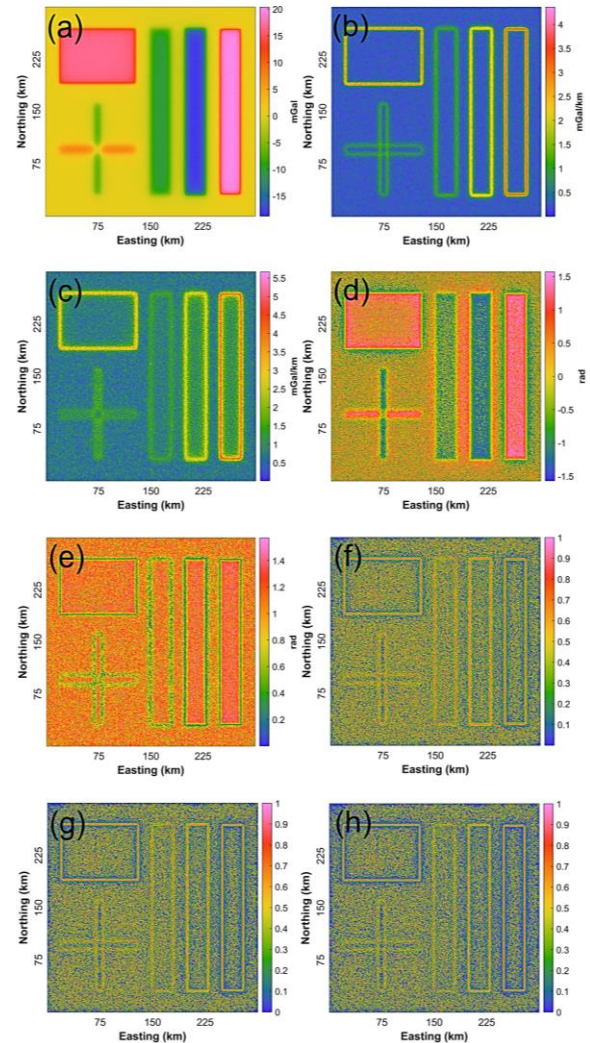 (a)
20
15
10
5
0
-5
-10
-15
mGal
225
150
75
Northing (km)
75 150 225
Easting (km)
(b)
4
3.5
3
2.5
2
1.5
1
0.5
mGal/km
225
150
75
Northing (km)
75 150 225
Easting (km)
(c)
5.5
5
4.5
4
3.5
3
2.5
2
1.5
1
0.5
mGal/km
225
150
75
Northing (km)
75 150 225
Easting (km)
(d)
1.5
1
0.5
0
-0.5
-1
-1.5
rad
225
150
75
Northing (km)
75 150 225
Easting (km)
(e)
1.4
1.2
1
0.8
0.6
0.4
0.2
rad
225
150
75
Northing (km)
75 150 225
Easting (km)
(f)
1
0.9
0.8
0.7
0.6
0.5
0.4
0.3
0.2
0.1
225
150
75
Northing (km)
75 150 225
Easting (km)
(g)
1
0.9
0.8
0.7
0.6
0.5
0.4
0.3
0.2
0.1
0
225
150
75
Northing (km)
75 150 225
Easting (km)
(h)
1
0.9
0.8
0.7
0.6
0.5
0.4
0.3
0.2
0.1
0
225
150
75
Northing (km)
75 150 225
Easting (km)